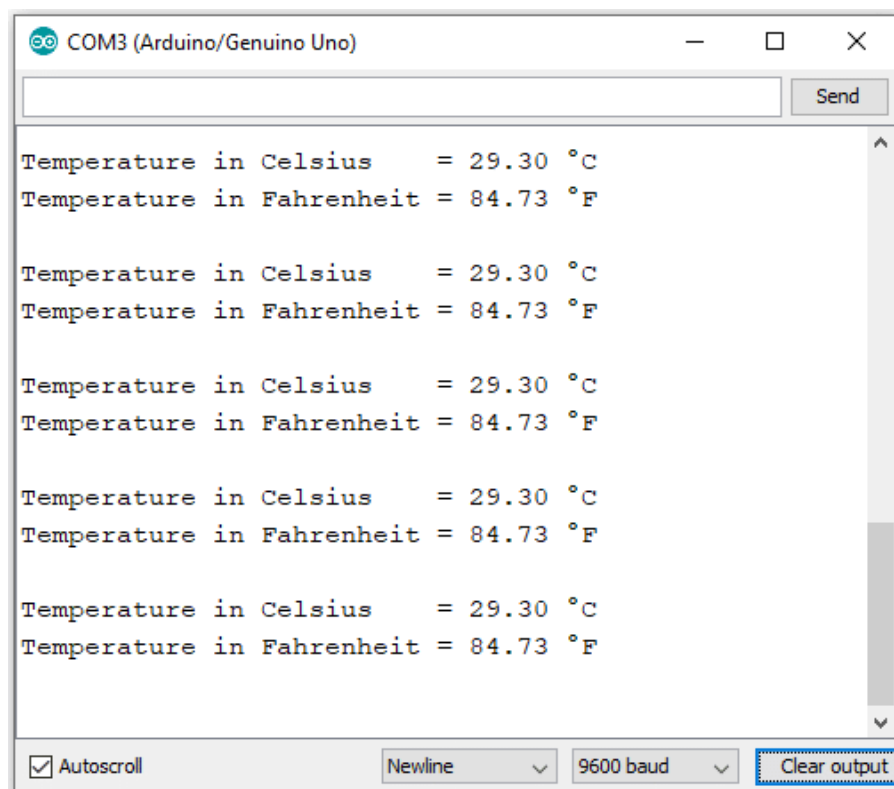 COM3 (Arduino/Genuino Uno)
Send
Temperature in Celsius    = 29.30 °C
Temperature in Fahrenheit = 84.73 °F
Temperature in Celsius    = 29.30 °C
Temperature in Fahrenheit = 84.73 °F
Temperature in Celsius    = 29.30 °C
Temperature in Fahrenheit = 84.73 °F
Temperature in Celsius    = 29.30 °C
Temperature in Fahrenheit = 84.73 °F
Temperature in Celsius    = 29.30 °C
Temperature in Fahrenheit = 84.73 °F
Autoscroll Newline 9600 baud Clear output